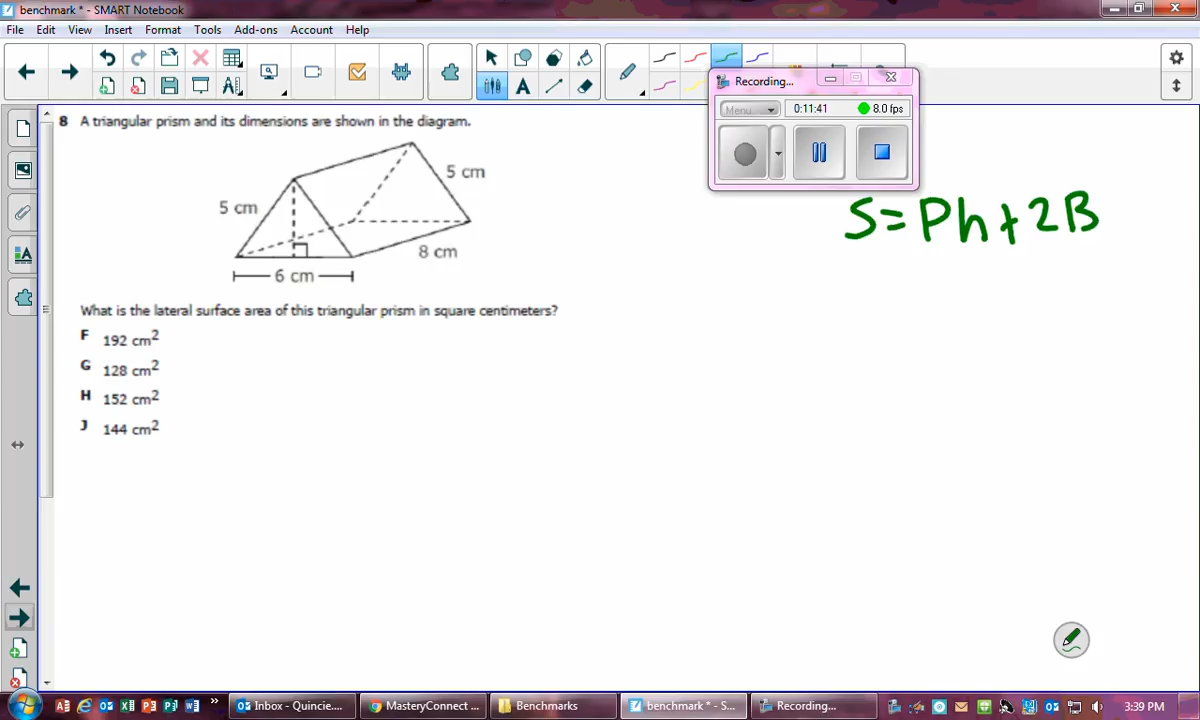 benchmark * - SMART Notebook
File Edit View Insert Format Tools Add-ons Account Help
Recording...
Menu 0:11:41 8.0 fps
8 A triangular prism and its dimensions are shown in the diagram.
5 cm
5 cm
8 cm
6 cm
S=Ph+2B
What is the lateral surface area of this triangular prism in square centimeters?
F 192 cm²
G 128 cm²
H 152 cm²
J 144 cm²
Inbox - Quincie.... MasteryConnect ... Benchmarks benchmark * - S... Recording... 3:39 PM